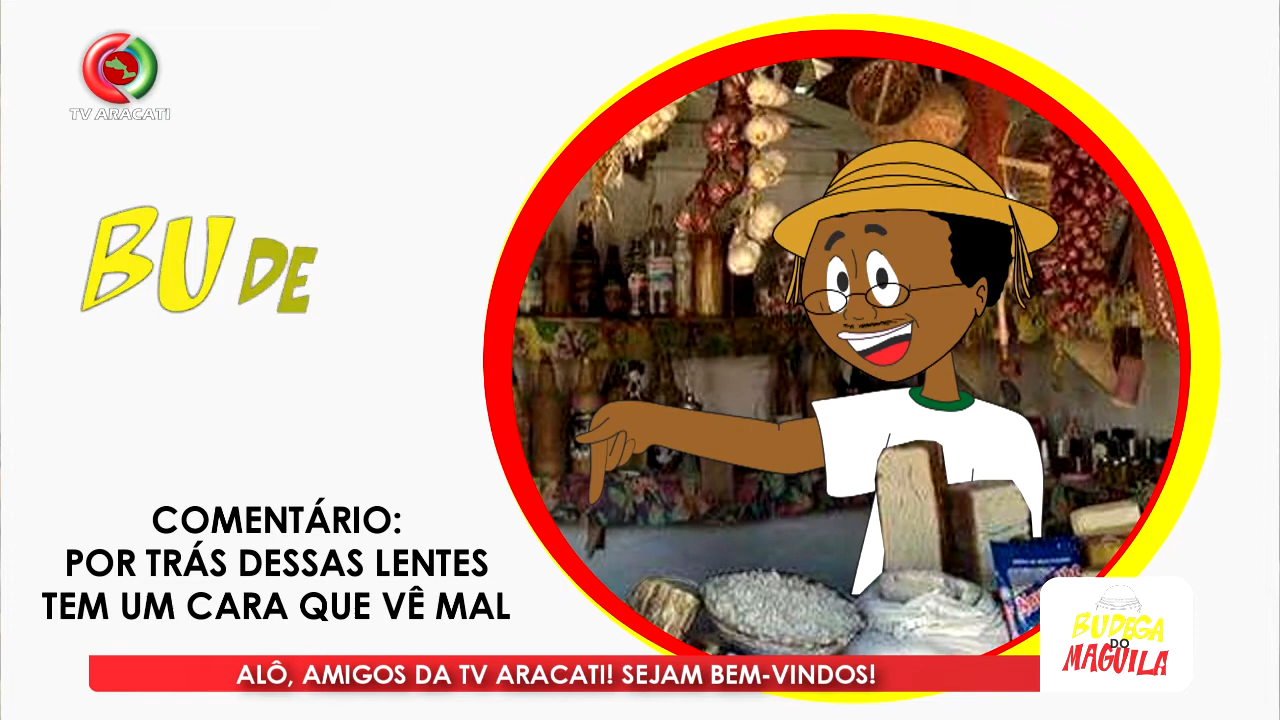 TV ARACATI
BU DE
COMENTÁRIO:
POR TRÁS DESSAS LENTES
TEM UM CARA QUE VÊ MAL
ALÔ, AMIGOS DA TV ARACATI! SEJAM BEM-VINDOS!
BUDEGA
DO
MAGUILA